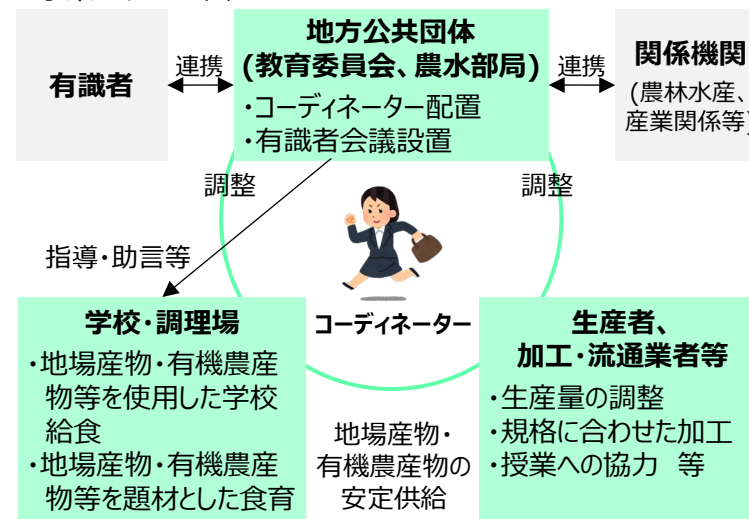 有識者
連携
地方公共団体
(教育委員会、農水部局)
・コーディネーター配置
・有識者会議設置
連携
関係機関
(農林水産、
産業関係等)
調整
調整
指導・助言等
コーディネーター
学校・調理場
・地場産物・有機農産
物等を使用した学校
給食
・地場産物・有機農産
物等を題材とした食育
地場産物・
有機農産物の
安定供給
生産者、
加工・流通業者等
・生産量の調整
・規格に合わせた加工
・授業への協力 等